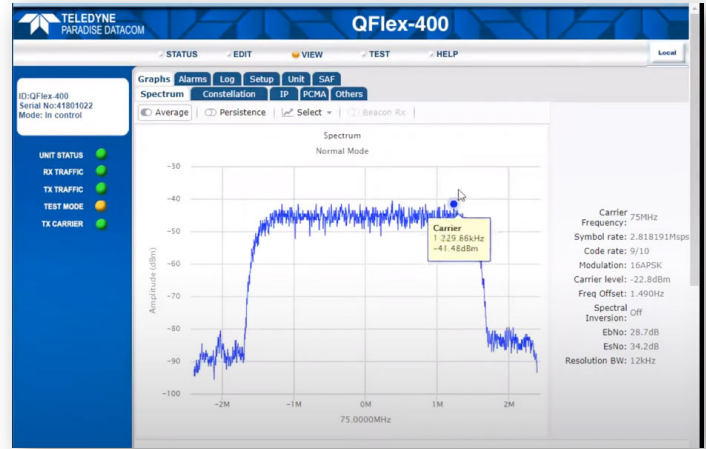 TELEDYNE
PARADISE DATACOM
QFlex-400
STATUS EDIT VIEW TEST HELP
Local
ID:QFlex-400
Serial No:41801022
Mode: In control
UNIT STATUS
RX TRAFFIC
TX TRAFFIC
TEST MODE
TX CARRIER
Graphs Alarms Log Setup Unit SAF
Spectrum Constellation IP PCMA Others
Average Persistence Select Beacon Rx
Spectrum
Normal Mode
Amplitude (dBm)
-30
-40
-50
-60
-70
-80
-90
-100
-2M -1M 0M 1M 2M
75.0000MHz
Carrier
1 229.88kHz
-41.48dBm
Carrier Frequency: 75MHz
Symbol rate: 2.818191Msps
Code rate: 9/10
Modulation: 16APSK
Carrier level: -22.8dBm
Freq Offset: 1.490Hz
Spectral Inversion: Off
EbNo: 28.7dB
EsNo: 34.2dB
Resolution BW: 12kHz